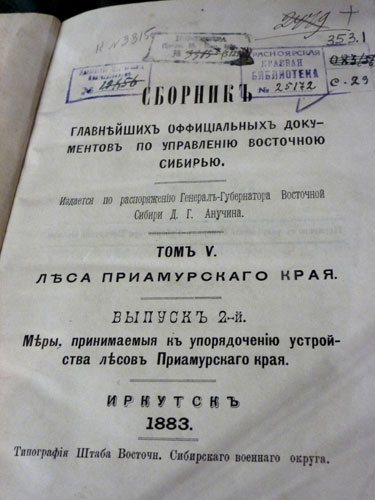 353.1
КРАСНОЯРСКАЯ
КРАЕВАЯ
БИБЛИОТЕКА
№ 25172
с-29
СБОРНИКЪ
ГЛАВНѢЙШИХЪ ОФФИЦІАЛЬНЫХЪ ДОКУ-
МЕНТОВЪ ПО УПРАВЛЕНІЮ ВОСТОЧНОЮ
СИБИРЬЮ.
Издается по распоряженію Генералъ-Губернатора Восточной
Сибири Д. Г. Анучина.
ТОМЪ V.
ЛѢСА ПРИАМУРСКАГО КРАЯ.
ВЫПУСКЪ 2-й.
Мѣры, принимаемыя къ упорядоченію устрой-
ства лѣсовъ Приамурскаго края.
ИРКУТСКЪ
1883.
Типографія Штаба Восточн. Сибирскаго военнаго округа.